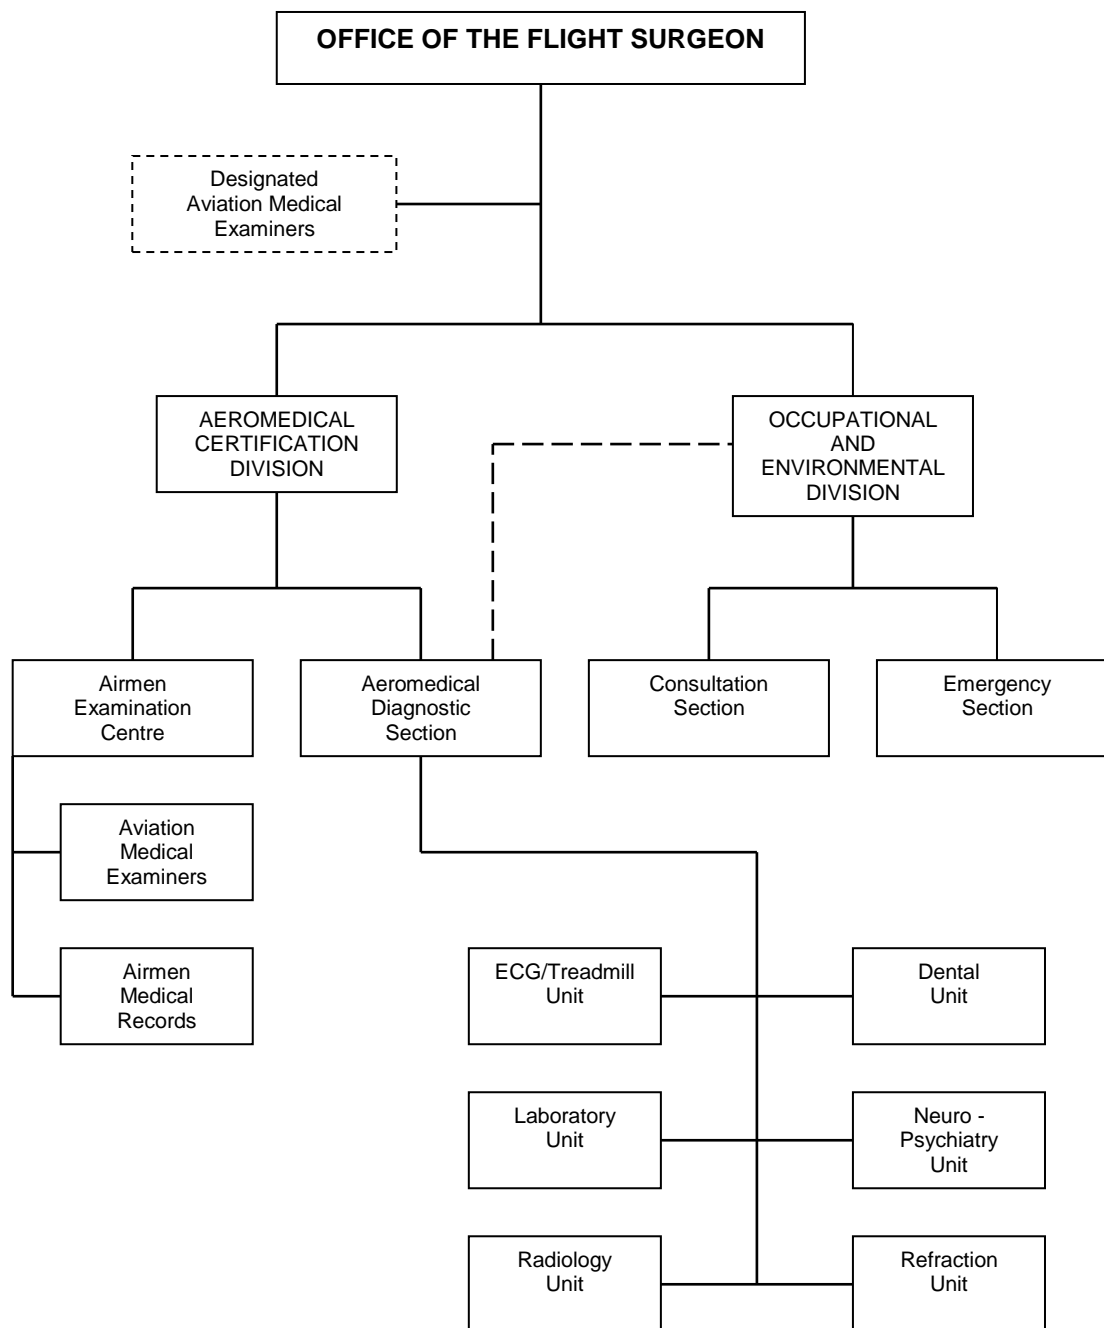 OFFICE OF THE FLIGHT SURGEON
Designated
Aviation Medical
Examiners
AEROMEDICAL
CERTIFICATION
DIVISION
OCCUPATIONAL
AND
ENVIRONMENTAL
DIVISION
Airmen
Examination
Centre
Aeromedical
Diagnostic
Section
Consultation
Section
Emergency
Section
Aviation
Medical
Examiners
Airmen
Medical
Records
ECG/Treadmill
Unit
Dental
Unit
Laboratory
Unit
Neuro -
Psychiatry
Unit
Radiology
Unit
Refraction
Unit